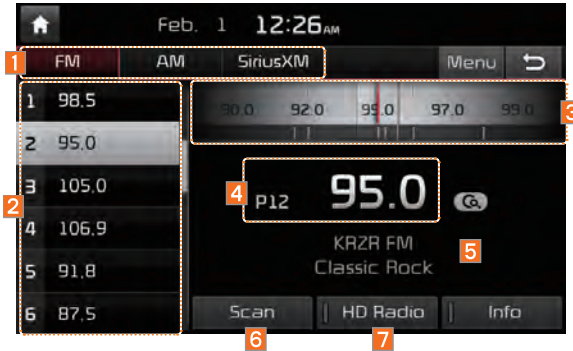 Feb. 1 12:26AM
1 FM AM SiriusXM Menu
1 98.5
2 95.0
3 105.0
4 106.9
5 91.8
6 87.5
2
90.0 92.0 95.0 97.0 99.0 3
4 P12 95.0
KRZR FM
Classic Rock
5
Scan HD Radio Info
6 7